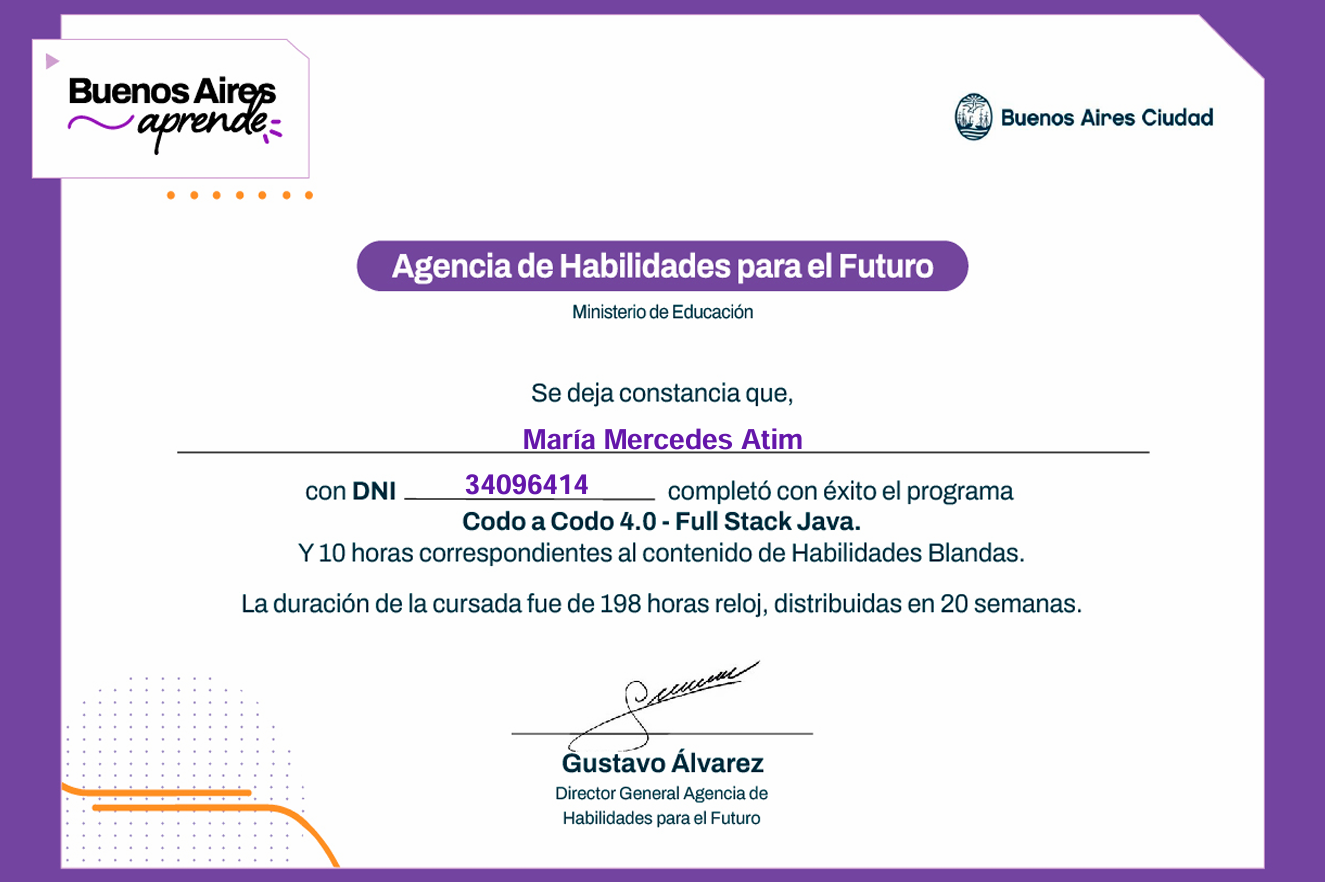 Buenos Aires
aprende
Buenos Aires Ciudad
Agencia de Habilidades para el Futuro
Ministerio de Educación
Se deja constancia que,
María Mercedes Atim
con DNI 34096414 completó con éxito el programa
Codo a Codo 4.0 - Full Stack Java.
Y 10 horas correspondientes al contenido de Habilidades Blandas.
La duración de la cursada fue de 198 horas reloj, distribuidas en 20 semanas.
Gustavo Álvarez
Director General Agencia de
Habilidades para el Futuro